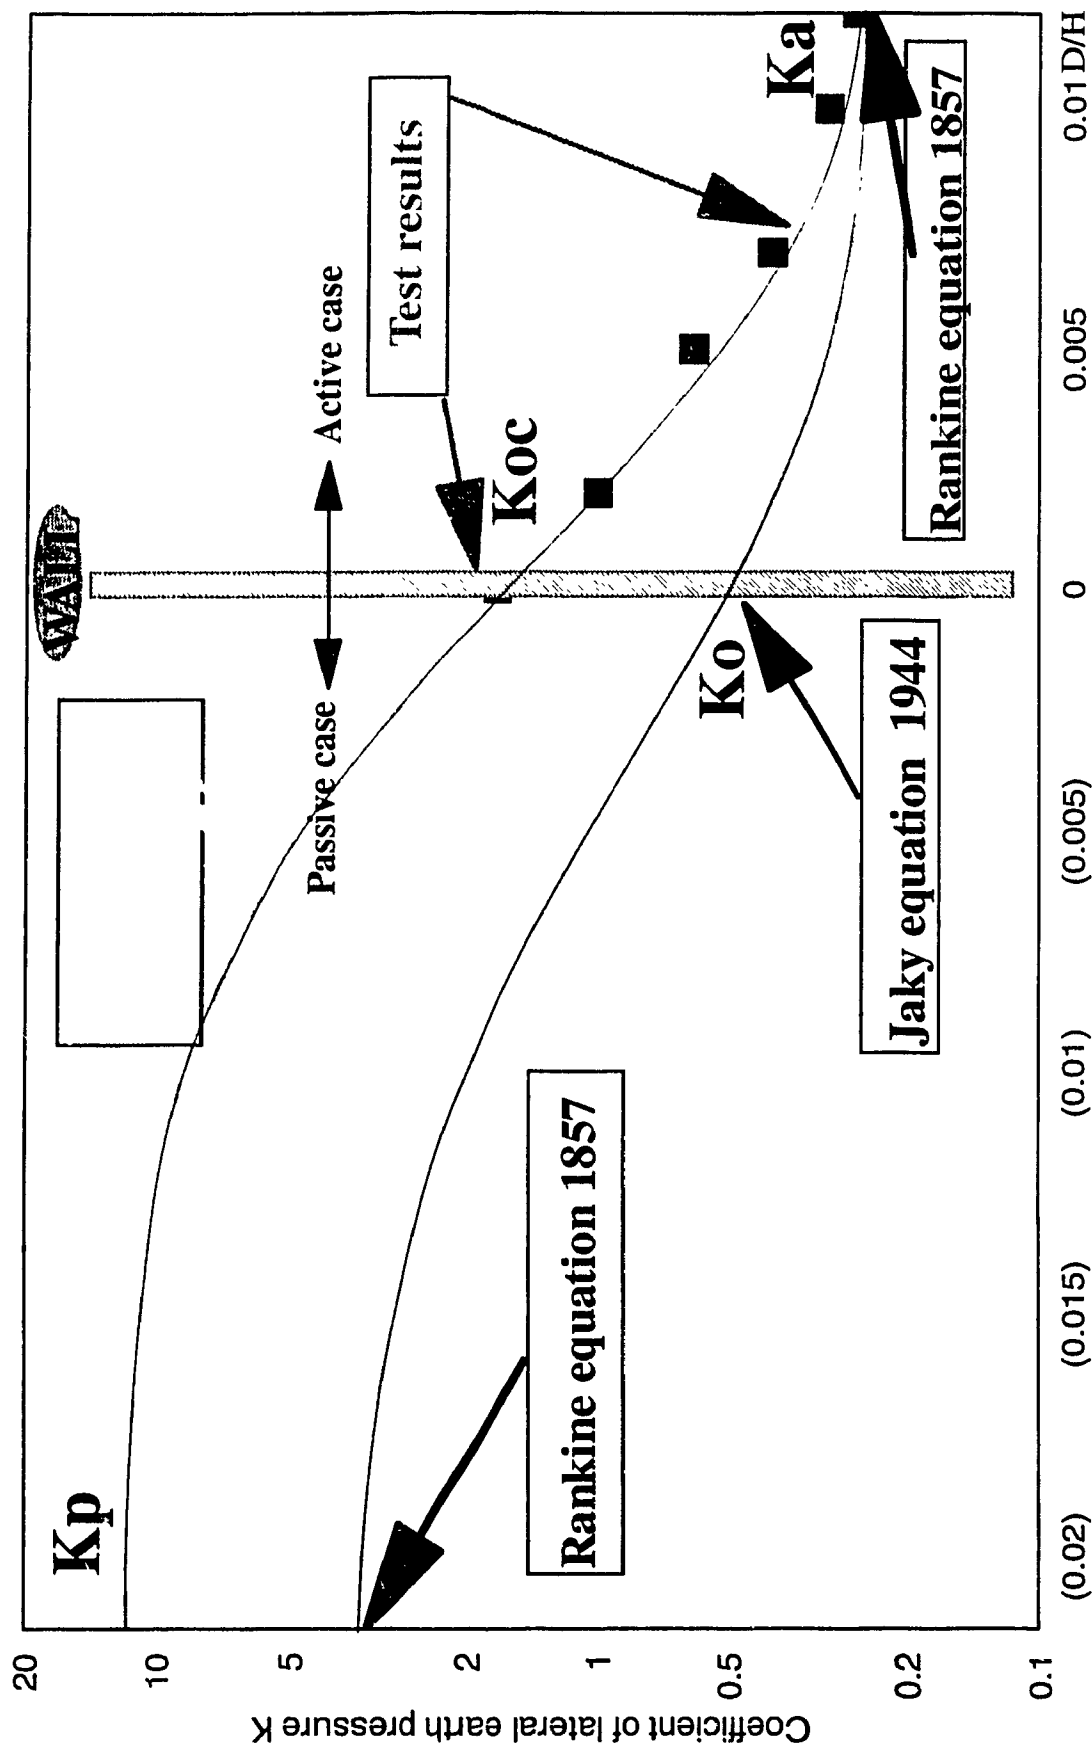 WALL
Passive case
Active case
Test results
Kp
Koc
Ka
Ko
Rankine equation 1857
Jaky equation 1944
Rankine equation 1857
Coefficient of lateral earth pressure K
20
10
5
2
1
0.5
0.2
0.1
(0.02)
(0.015)
(0.01)
(0.005)
0
0.005
0.01 D/H